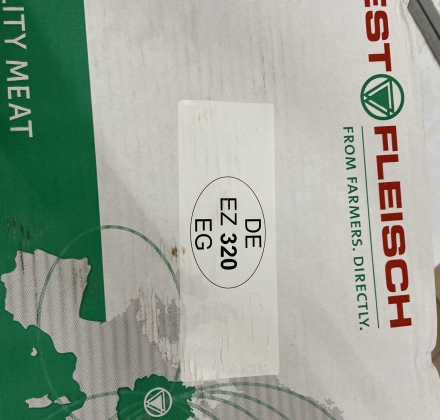 LITY MEAT
EST FLEISCH
FROM FARMERS. DIRECTLY.
DE
EZ 320
EG